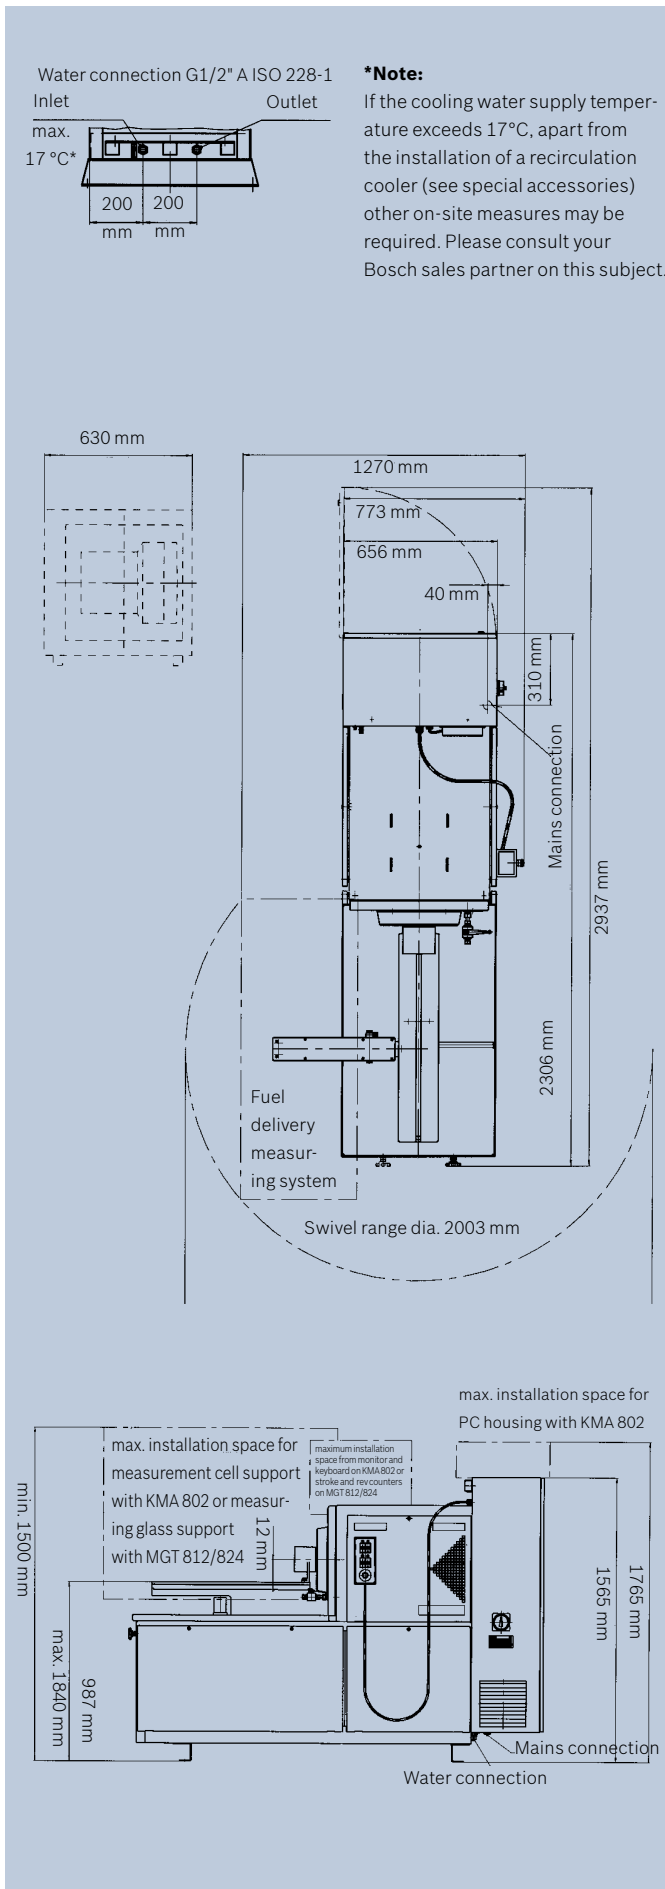 Water connection G1/2" A ISO 228-1
Inlet
Outlet
max.
17 °C*
200
mm
200
mm
*Note:
If the cooling water supply temper-
ature exceeds 17°C, apart from
the installation of a recirculation
cooler (see special accessories)
other on-site measures may be
required. Please consult your
Bosch sales partner on this subject.
630 mm
1270 mm
773 mm
656 mm
40 mm
310 mm
Mains connection
2937 mm
2306 mm
Fuel
delivery
measur-
ing system
Swivel range dia. 2003 mm
max. installation space for
PC housing with KMA 802
max. installation space for
measurement cell support
with KMA 802 or measur-
ing glass support
with MGT 812/824
maximum installation
space from monitor and
keyboard on KMA 802 or
stroke and rev counters
on MGT 812/824
12 mm
min. 1500 mm
max. 1840 mm
987 mm
1565 mm
1765 mm
Mains connection
Water connection